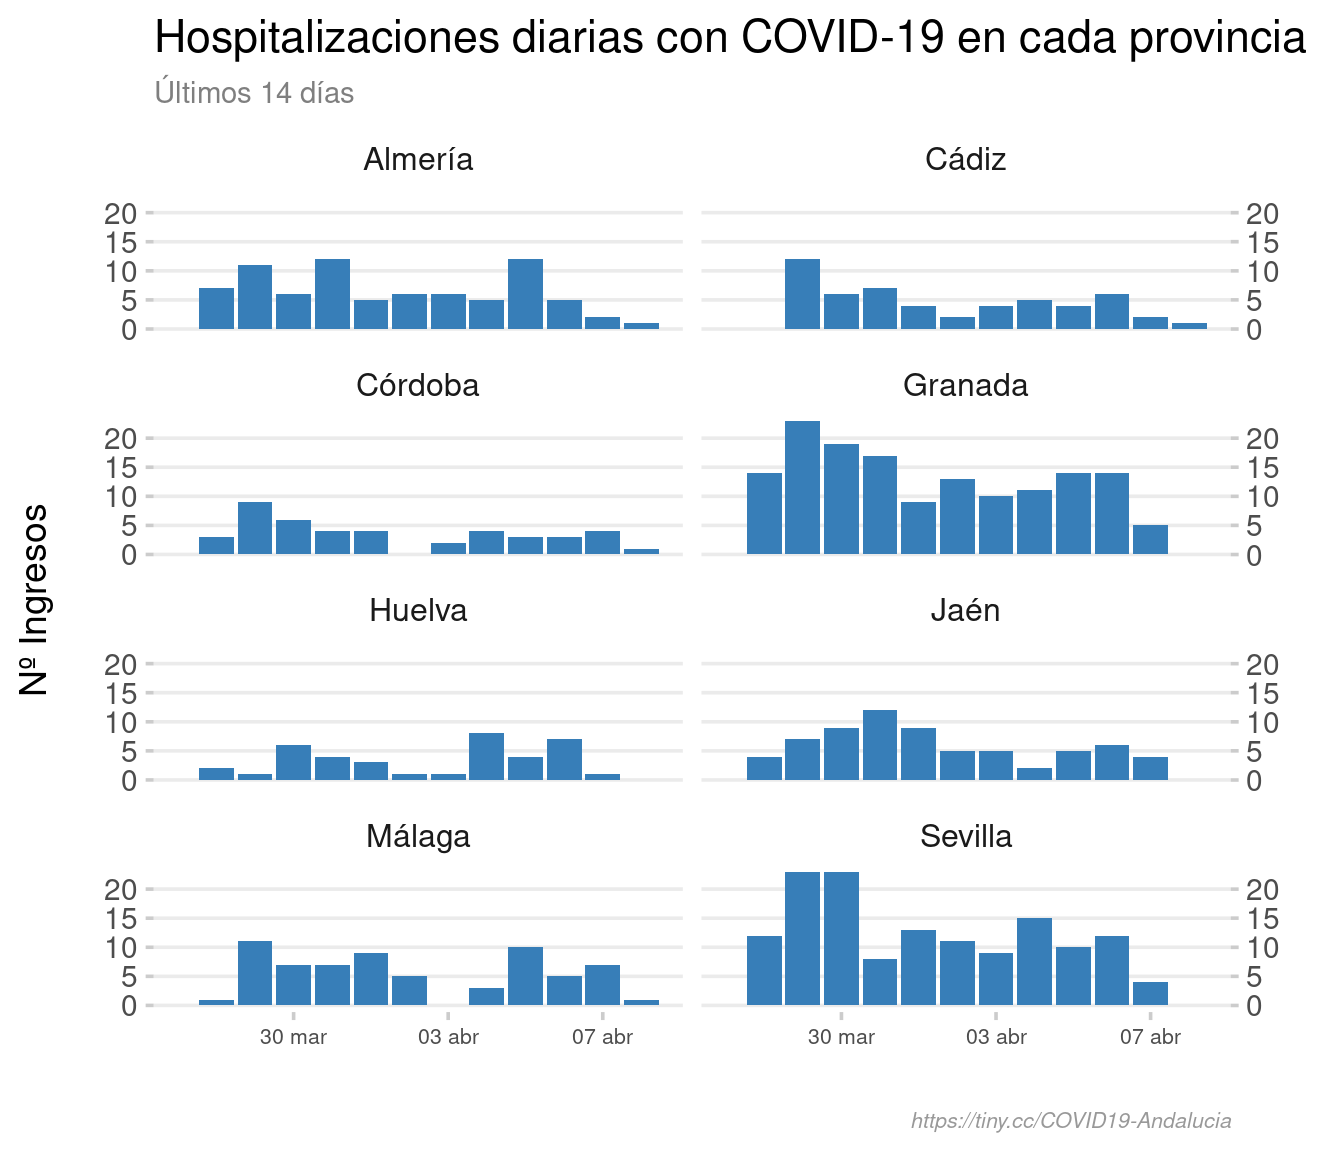 Hospitalizaciones diarias con COVID-19 en cada provincia
Últimos 14 días
Almería
Cádiz
20
15
10
5
0
20
15
10
5
0
Córdoba
Granada
20
15
10
5
0
20
15
10
5
0
Nº Ingresos
Huelva
Jaén
20
15
10
5
0
20
15
10
5
0
Málaga
Sevilla
20
15
10
5
0
20
15
10
5
0
30 mar 03 abr 07 abr
30 mar 03 abr 07 abr
https://tiny.cc/COVID19-Andalucia